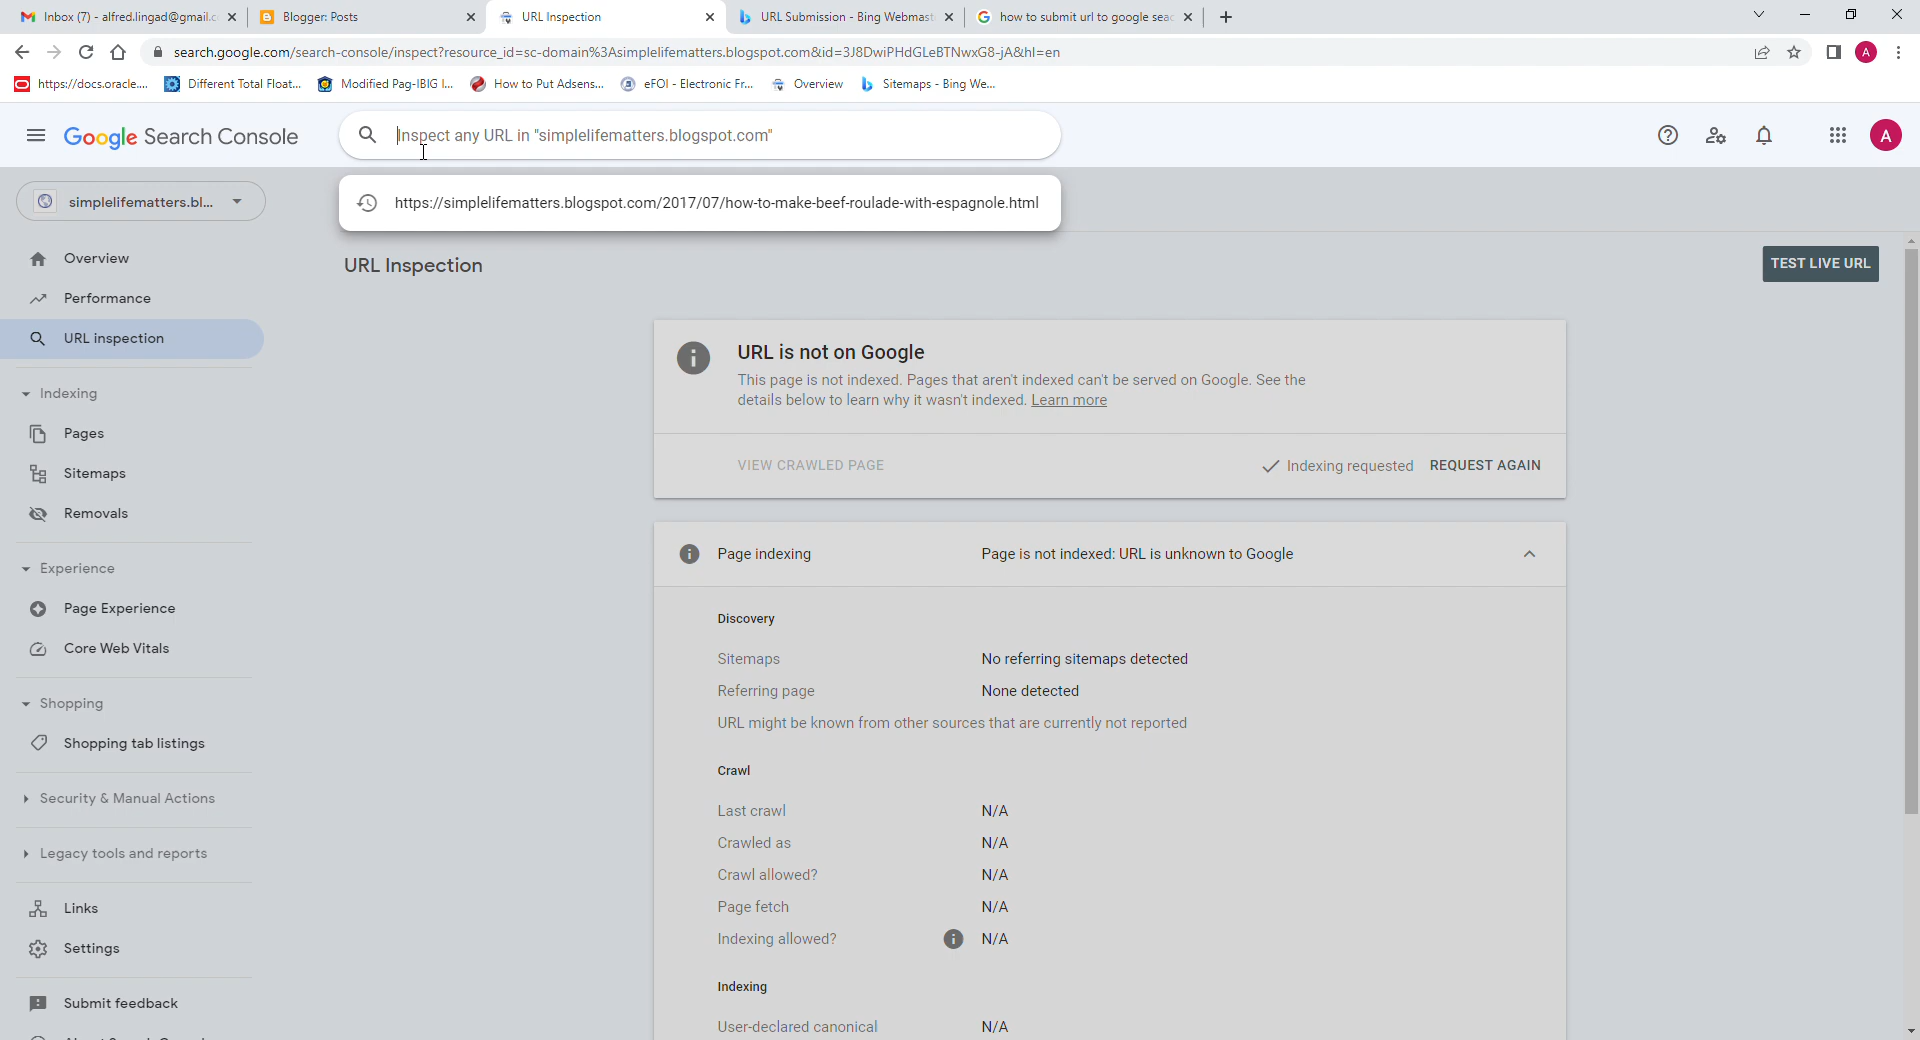 Inbox (7) - alfred.lingad@gmail.c
Blogger: Posts
URL Inspection
URL Submission - Bing Webmast
how to submit url to google sear
search.google.com/search-console/inspect?resource_id=sc-domain%3Asimplelifematters.blogspot.com&id=3J8DwiPHdGLeBTNwxG8-jA&hl=en
A
https://docs.oracle....
Different Total Float...
Modified Pag-IBIG l...
How to Put Adsens...
eFOI - Electronic Fr...
Overview
Sitemaps - Bing We...
Google Search Console
Inspect any URL in "simplelifematters.blogspot.com"
A
simplelifematters.bl...
https://simplelifematters.blogspot.com/2017/07/how-to-make-beef-roulade-with-espagnole.html
Overview
Performance
URL inspection
Indexing
Pages
Sitemaps
Removals
Experience
Page Experience
Core Web Vitals
Shopping
Shopping tab listings
Security & Manual Actions
Legacy tools and reports
Links
Settings
Submit feedback
URL Inspection
TEST LIVE URL
URL is not on Google
This page is not indexed. Pages that aren't indexed can't be served on Google. See the
details below to learn why it wasn't indexed. Learn more
VIEW CRAWLED PAGE
Indexing requested
REQUEST AGAIN
Page indexing
Page is not indexed: URL is unknown to Google
Discovery
Sitemaps
No referring sitemaps detected
Referring page
None detected
URL might be known from other sources that are currently not reported
Crawl
Last crawl
N/A
Crawled as
N/A
Crawl allowed?
N/A
Page fetch
N/A
Indexing allowed?
N/A
Indexing
User-declared canonical
N/A